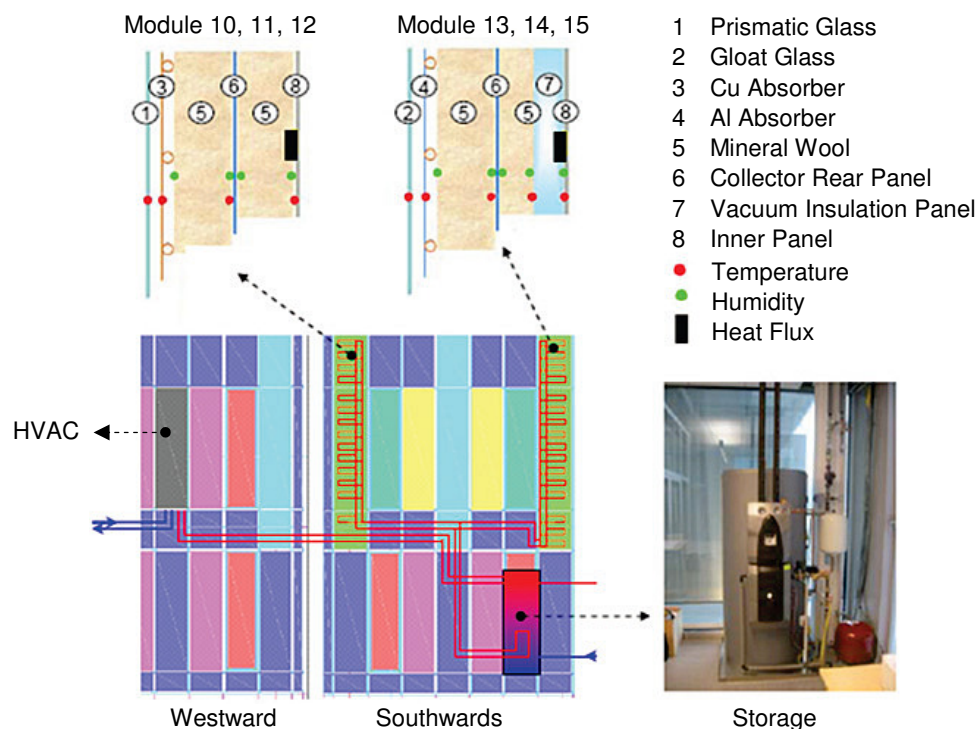 Module 10, 11, 12
Module 13, 14, 15
3
6
8
1
5
5
4
6
7
2
5
5
8
1 Prismatic Glass
2 Gloat Glass
3 Cu Absorber
4 Al Absorber
5 Mineral Wool
6 Collector Rear Panel
7 Vacuum Insulation Panel
8 Inner Panel
Temperature
Humidity
Heat Flux
HVAC
Westward
Southwards
Storage